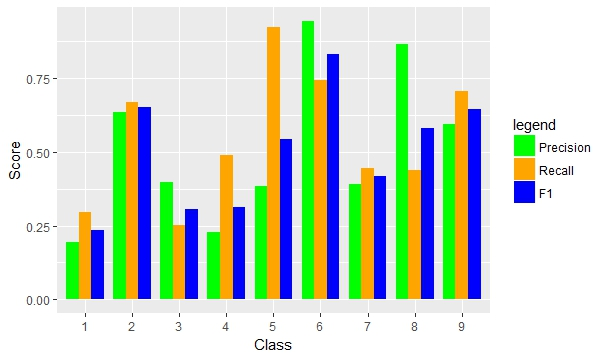 Score
0.75
0.50
0.25
0.00
1 2 3 4 5 6 7 8 9
Class
legend
Precision
Recall
F1